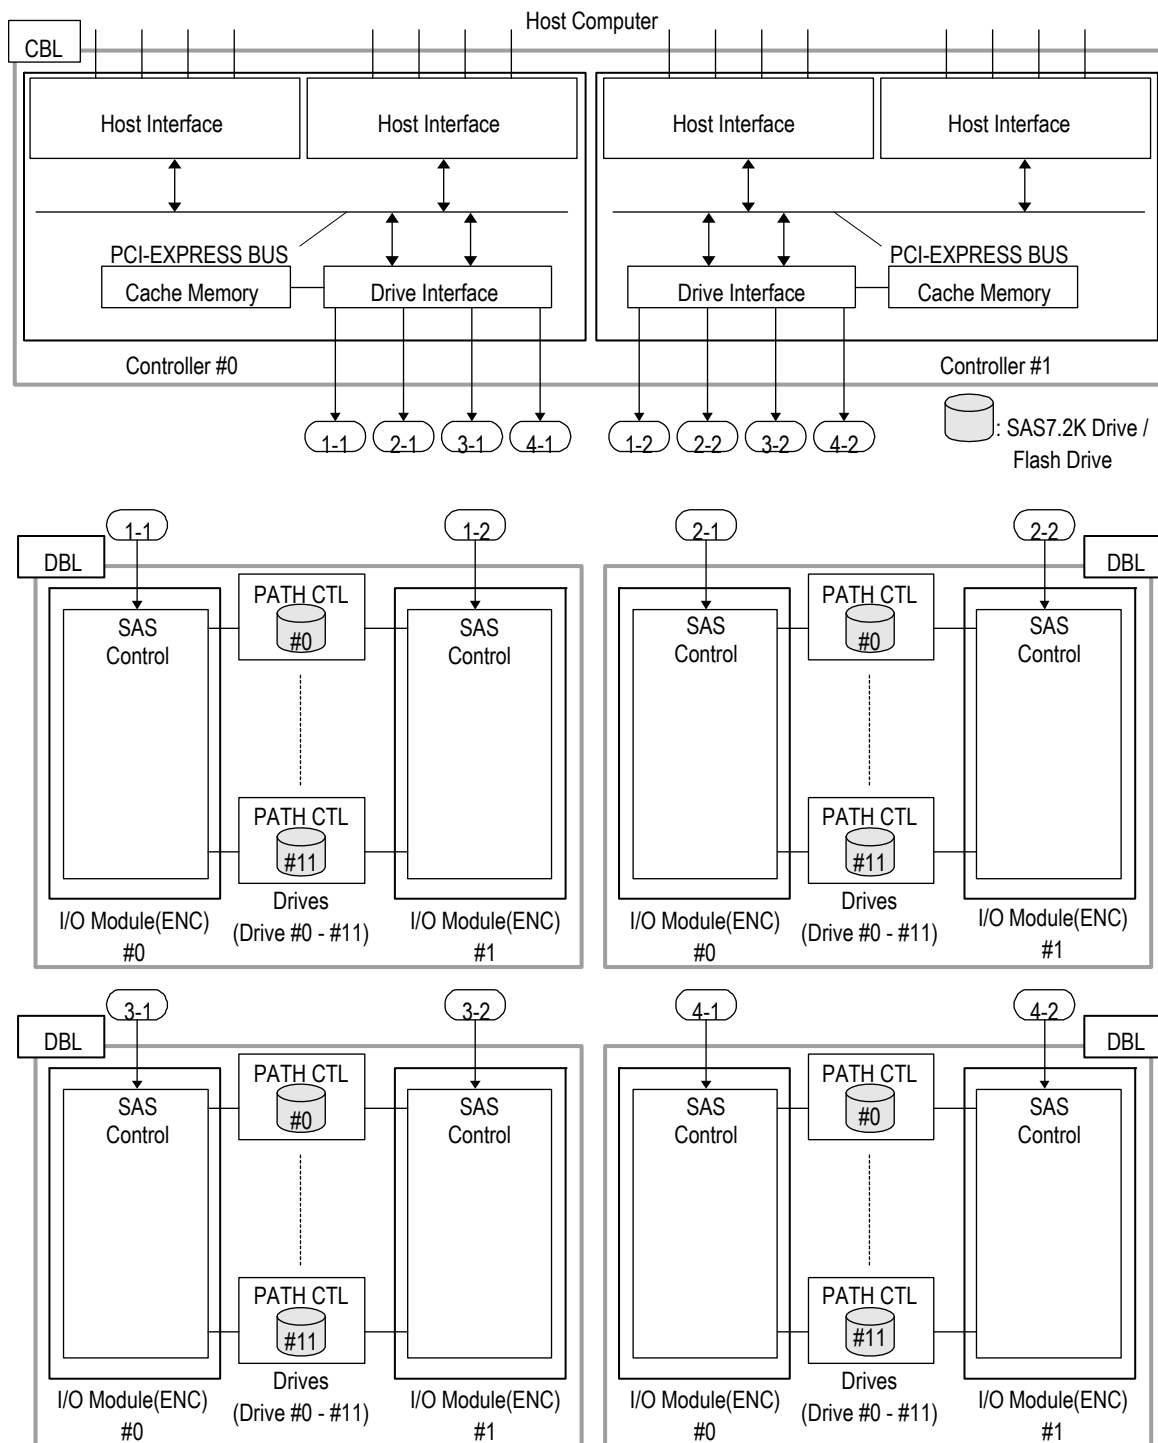 Host Computer
CBL
Host Interface
Host Interface
Host Interface
Host Interface
PCI-EXPRESS BUS
PCI-EXPRESS BUS
Cache Memory
Drive Interface
Drive Interface
Cache Memory
Controller #0
Controller #1
1-1
2-1
3-1
4-1
1-2
2-2
3-2
4-2
: SAS7.2K Drive /
Flash Drive
1-1
1-2
2-1
2-2
DBL
DBL
PATH CTL
#0
SAS
Control
SAS
Control
PATH CTL
#11
Drives
(Drive #0 - #11)
I/O Module(ENC)
#0
I/O Module(ENC)
#1
PATH CTL
#0
SAS
Control
SAS
Control
PATH CTL
#11
Drives
(Drive #0 - #11)
I/O Module(ENC)
#0
I/O Module(ENC)
#1
3-1
3-2
4-1
4-2
DBL
DBL
PATH CTL
#0
SAS
Control
SAS
Control
PATH CTL
#11
Drives
(Drive #0 - #11)
I/O Module(ENC)
#0
I/O Module(ENC)
#1
PATH CTL
#0
SAS
Control
SAS
Control
PATH CTL
#11
Drives
(Drive #0 - #11)
I/O Module(ENC)
#0
I/O Module(ENC)
#1